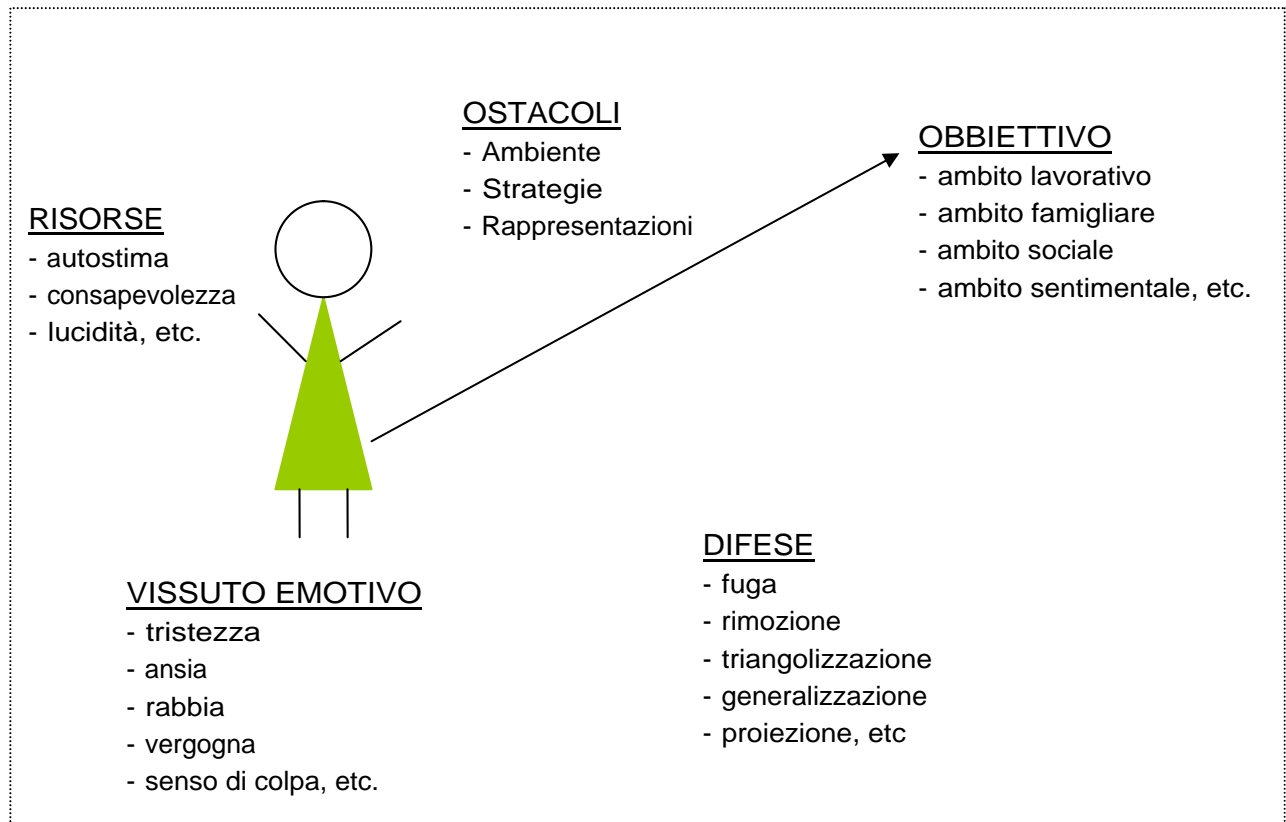 RISORSE
- autostima
- consapevolezza
- lucidità, etc.
OSTACOLI
- Ambiente
- Strategie
- Rappresentazioni
OBBIETTIVO
- ambito lavorativo
- ambito famigliare
- ambito sociale
- ambito sentimentale, etc.
VISSUTO EMOTIVO
- tristezza
- ansia
- rabbia
- vergogna
- senso di colpa, etc.
DIFESE
- fuga
- rimozione
- triangolizzazione
- generalizzazione
- proiezione, etc